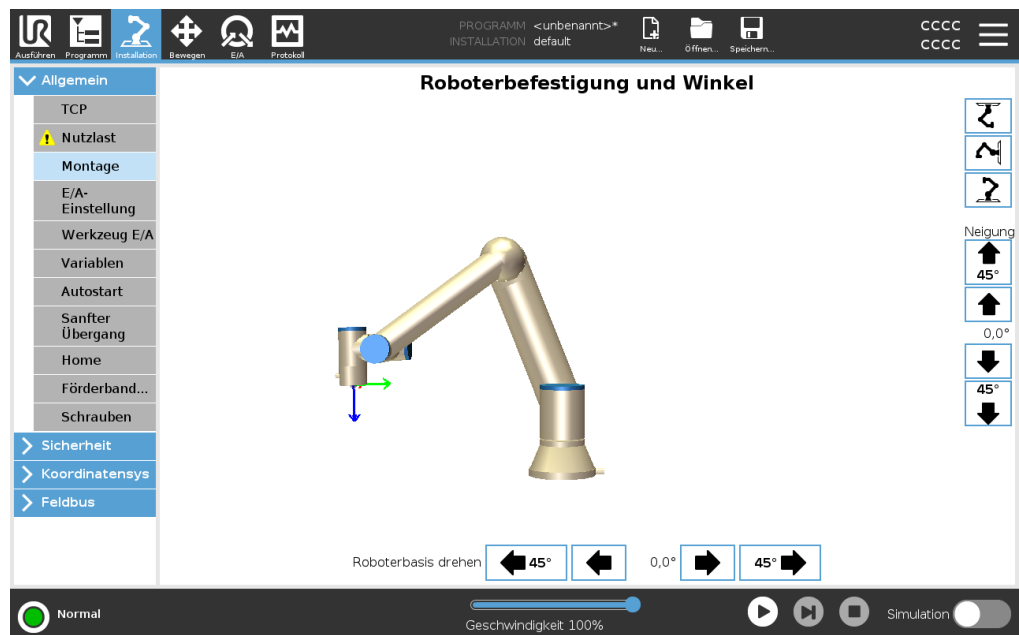 UR
Ausführen
Programm
Installation
Bewegen
E/A
Protokoll
PROGRAMM <unbenannt>*
INSTALLATION default
Neu...
Öffnen...
Speichern...
CCCC
CCCC
Allgemein
TCP
Nutzlast
Montage
E/A-
Einstellung
Werkzeug E/A
Variablen
Autostart
Sanfter
Übergang
Home
Förderband...
Schrauben
Sicherheit
Koordinatensys
Feldbus
Roboterbefestigung und Winkel
Neigung
45°
0,0°
45°
Roboterbasis drehen 45° 0,0° 45°
Normal
Geschwindigkeit 100%
Simulation